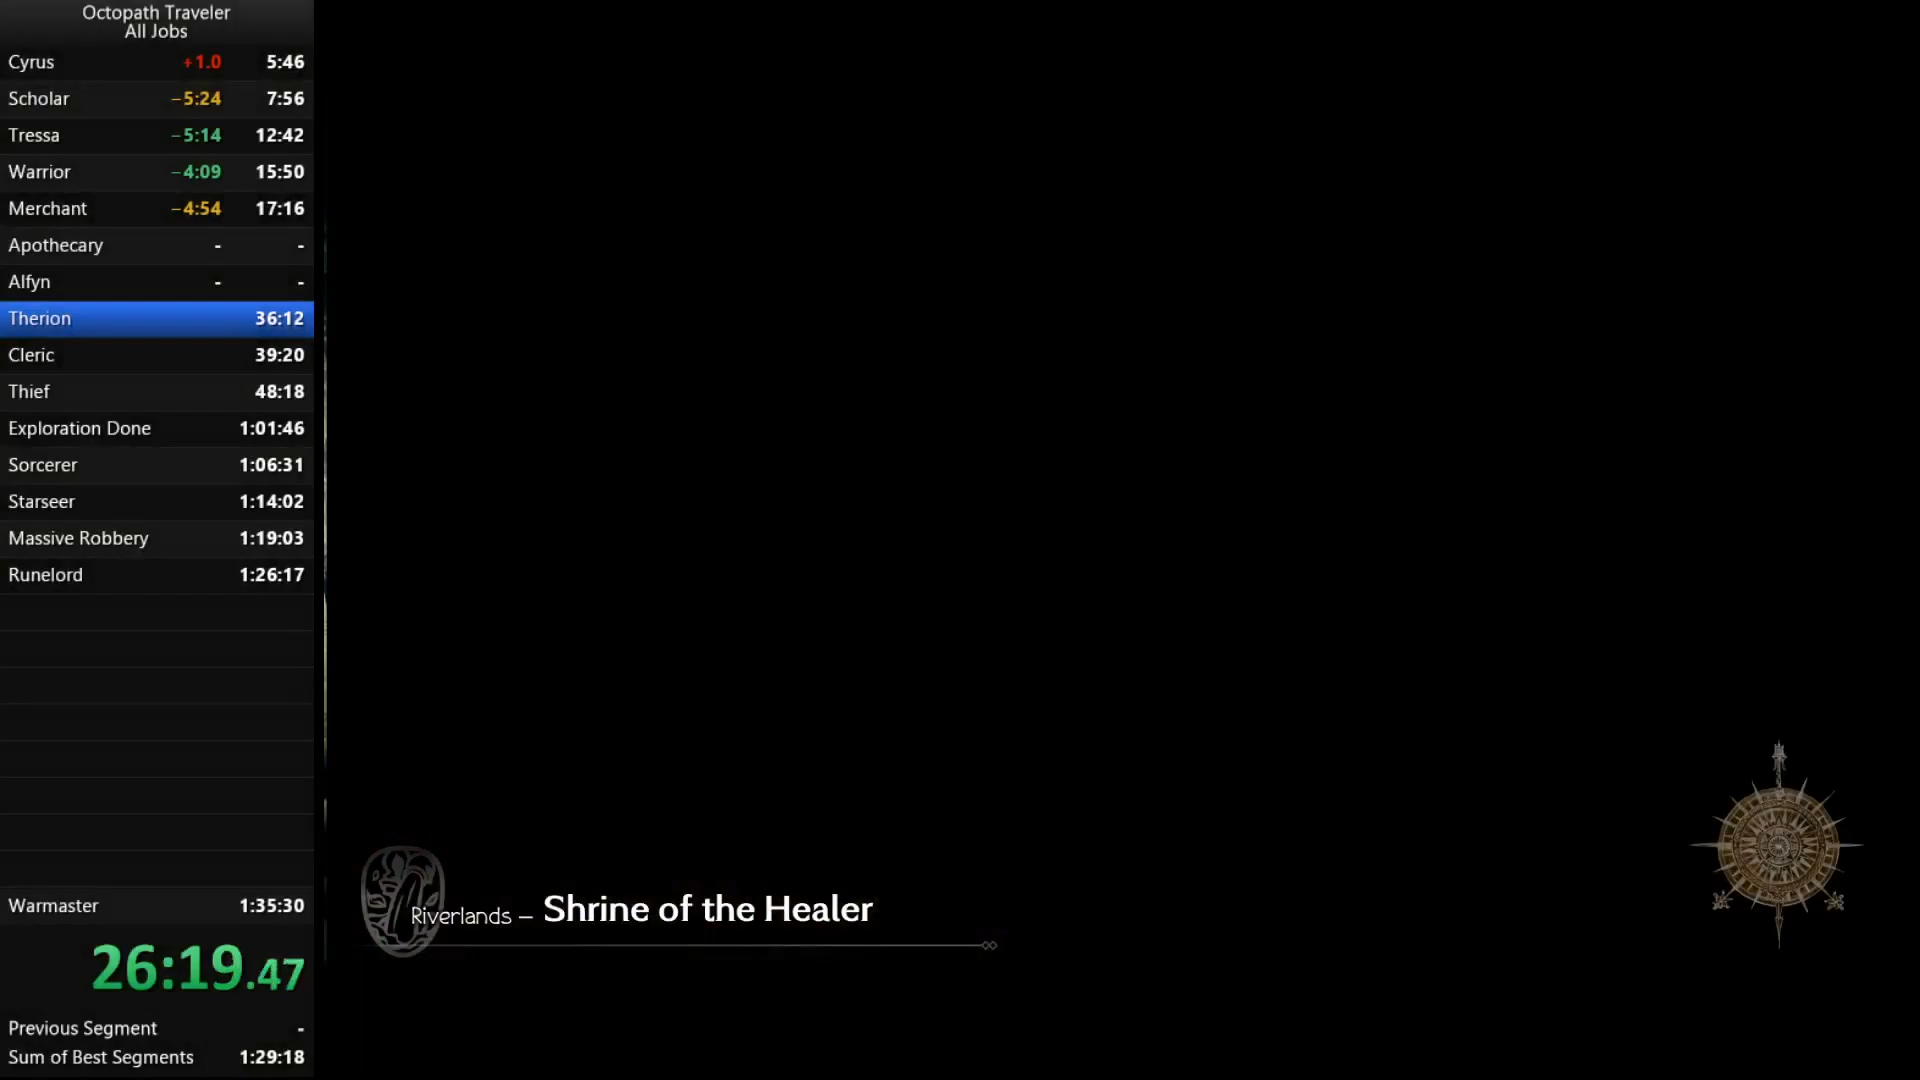 Octopath Traveler
All Jobs
Cyrus +1.0 5:46
Scholar −5:24 7:56
Tressa −5:14 12:42
Warrior −4:09 15:50
Merchant −4:54 17:16
Apothecary - -
Alfyn - -
Therion 36:12
Cleric 39:20
Thief 48:18
Exploration Done 1:01:46
Sorcerer 1:06:31
Starseer 1:14:02
Massive Robbery 1:19:03
Runelord 1:26:17
Warmaster 1:35:30
26:19.47
Previous Segment -
Sum of Best Segments 1:29:18
Riverlands – Shrine of the Healer